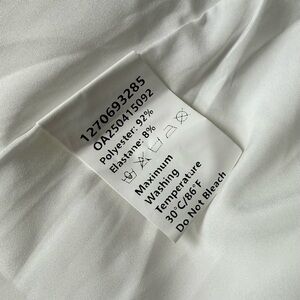 1270693285
OA250415092
Polyester: 92%
Elastane: 8%
Maximum
Washing
Temperature
30°C/86°F
Do Not Bleach